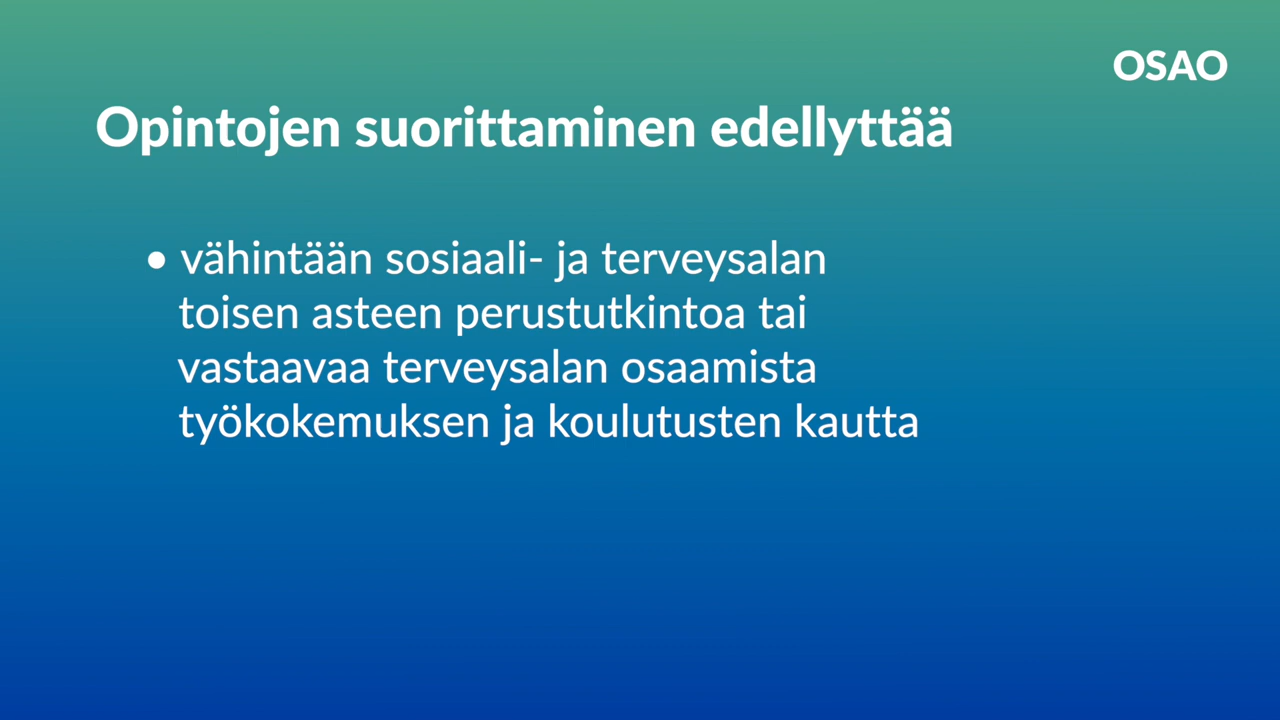 OSAO
Opintojen suorittaminen edellyttää
• vähintään sosiaali- ja terveysalan
toisen asteen perustutkintoa tai
vastaavaa terveysalan osaamista
työkokemuksen ja koulutusten kautta